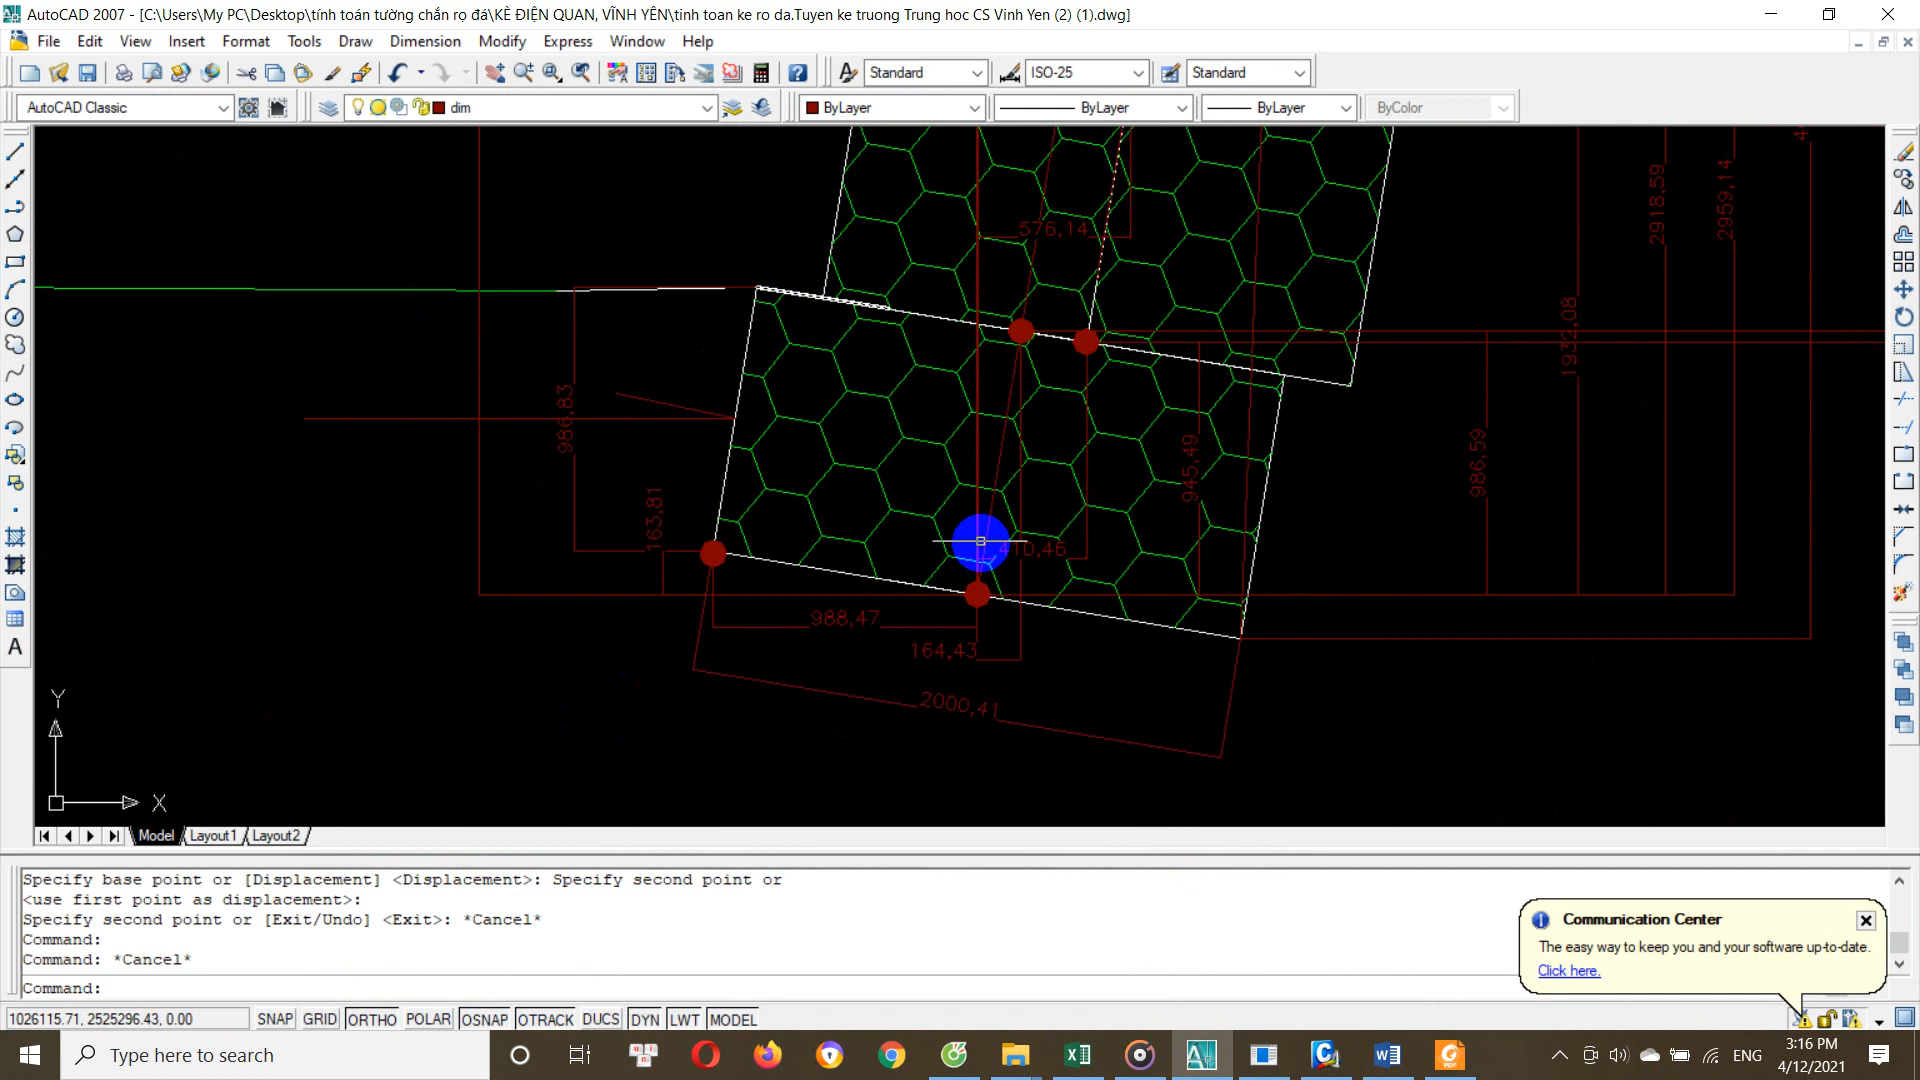 AutoCAD 2007 - [C:\Users\My PC\Desktop\tính toán tường chắn rọ đá\KÈ ĐIỆN QUAN, VĨNH YÊN\tinh toan ke ro da.Tuyen ke truong Trung hoc CS Vinh Yen (2) (1).dwg]
File Edit View Insert Format Tools Draw Dimension Modify Express Window Help
Standard ISO-25 Standard
AutoCAD Classic dim ByLayer ByLayer ByLayer ByColor
576,14
2918,59
2959,14
1932,08
986,83
945,49
986,59
163,81
410,46
988,47
164,43
2000,41
Y
X
A
Model Layout1 Layout2
Specify base point or [Displacement] <Displacement>: Specify second point or
<use first point as displacement>:
Specify second point or [Exit/Undo] <Exit>: *Cancel*
Command:
Command: *Cancel*
Command:
Communication Center
The easy way to keep you and your software up-to-date.
Click here.
1026115.71, 2525296.43, 0.00 SNAP GRID ORTHO POLAR OSNAP OTRACK DUCS DYN LWT MODEL
Type here to search
ENG
3:16 PM
4/12/2021